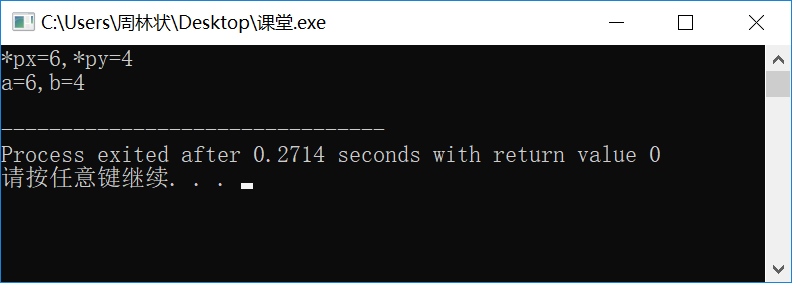 C:\Users\周林状\Desktop\课堂.exe
*px=6,*py=4
a=6,b=4
--------------------------------
Process exited after 0.2714 seconds with return value 0
请按任意键继续. . .